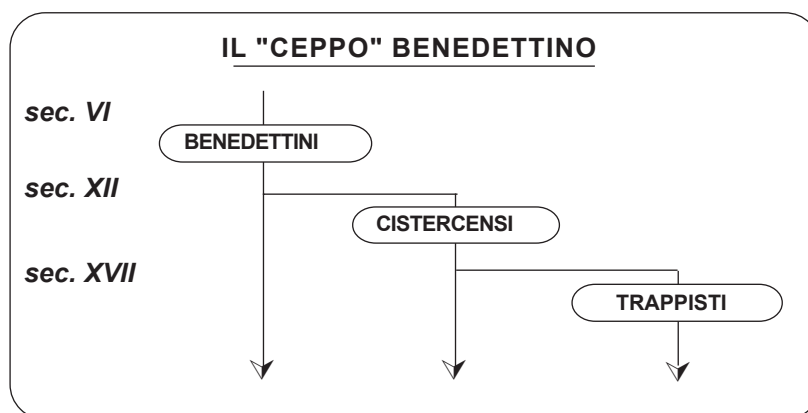 IL "CEPPO" BENEDETTINO
sec. VI
BENEDETTINI
sec. XII
CISTERCENSI
sec. XVII
TRAPPISTI